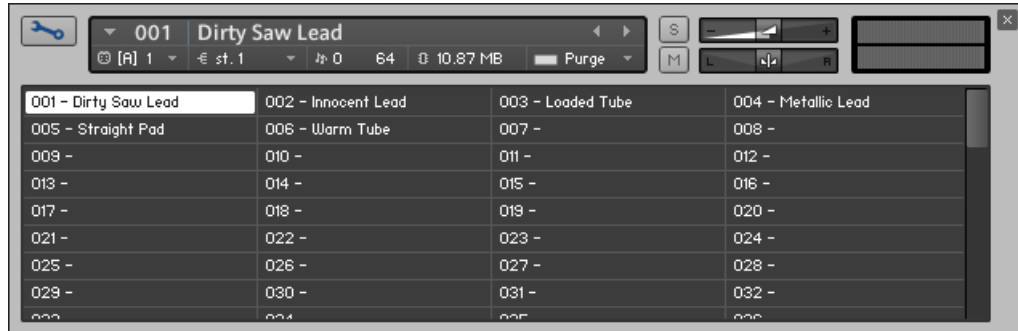 001 Dirty Saw Lead S - +
[A] 1 st. 1 0 64 10.87 MB Purge M L R
001 - Dirty Saw Lead 002 - Innocent Lead 003 - Loaded Tube 004 - Metallic Lead
005 - Straight Pad 006 - Warm Tube 007 - 008 -
009 - 010 - 011 - 012 -
013 - 014 - 015 - 016 -
017 - 018 - 019 - 020 -
021 - 022 - 023 - 024 -
025 - 026 - 027 - 028 -
029 - 030 - 031 - 032 -